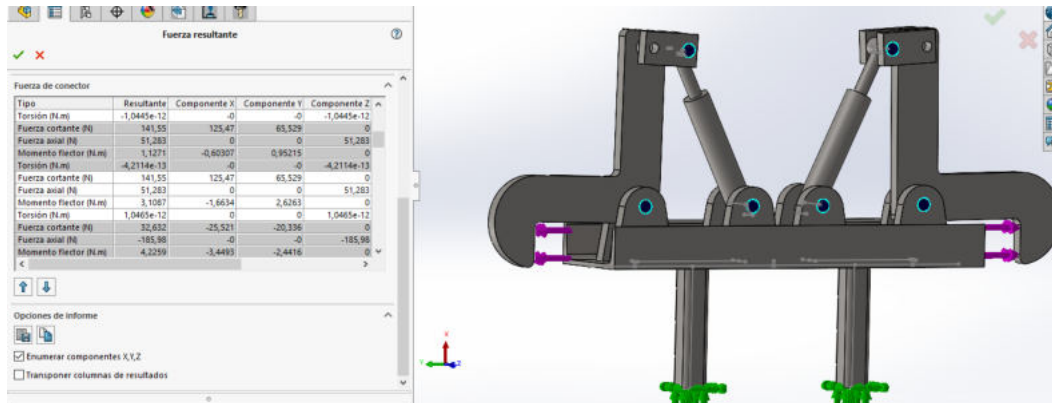 Fuerza resultante
Fuerza de conector
Tipo Resultante Componente X Componente Y Componente Z
Torsión (N.m) -1,0445e-12 -0 -0 -1,0445e-12
Fuerza cortante (N) 141,55 125,47 65,529 0
Fuerza axial (N) 51,283 0 0 51,283
Momento flector (N.m) 1,1271 -0,60307 0,95215 0
Torsión (N.m) -4,2114e-13 -0 -0 -4,2114e-13
Fuerza cortante (N) 141,55 125,47 65,529 0
Fuerza axial (N) 51,283 0 0 51,283
Momento flector (N.m) 3,1087 -1,6634 2,6263 0
Torsión (N.m) 1,0465e-12 0 0 1,0465e-12
Fuerza cortante (N) 32,632 -25,521 -20,336 0
Fuerza axial (N) -185,98 -0 -0 -185,98
Momento flector (N.m) 4,2259 -3,4493 -2,4416 0
Opciones de informe
Enumerar componentes X,Y,Z
Transponer columnas de resultados